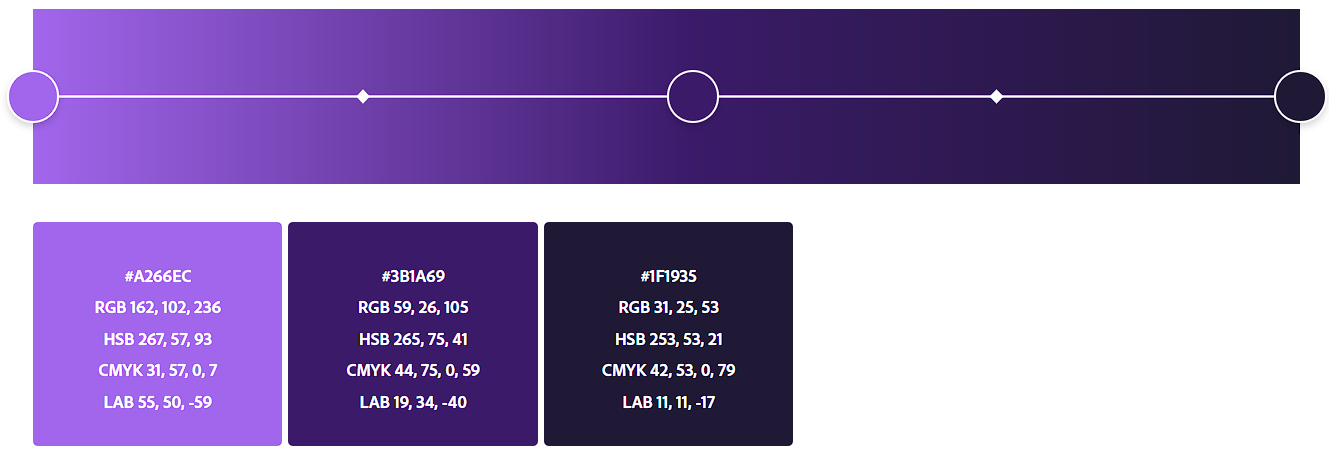 #A266EC
RGB 162, 102, 236
HSB 267, 57, 93
CMYK 31, 57, 0, 7
LAB 55, 50, -59
#3B1A69
RGB 59, 26, 105
HSB 265, 75, 41
CMYK 44, 75, 0, 59
LAB 19, 34, -40
#1F1935
RGB 31, 25, 53
HSB 253, 53, 21
CMYK 42, 53, 0, 79
LAB 11, 11, -17